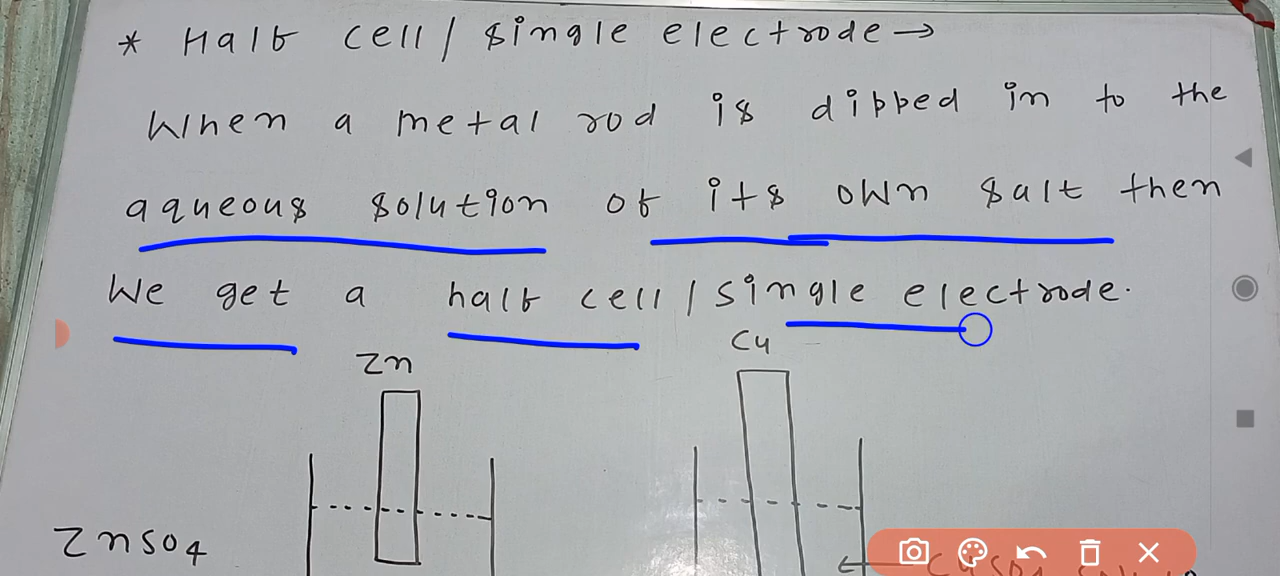 * Half cell / single electrode →
When a metal rod is dipped in to the
aqueous solution of its own salt then
We get a half cell / single electrode.
Zn
Cu
ZnSO4